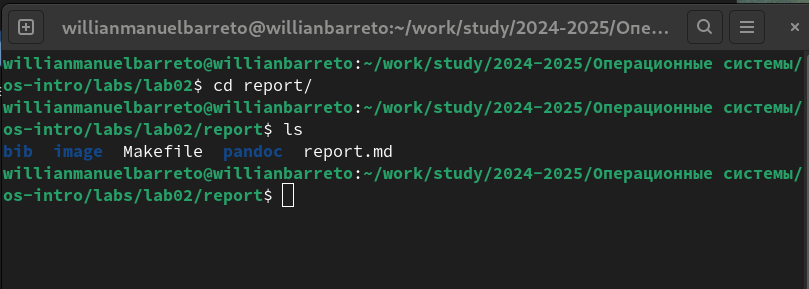 willianmanuelbarreto@willianbarreto:~/work/study/2024-2025/Опе...
willianmanuelbarreto@willianbarreto:~/work/study/2024-2025/Операционные системы/
os-intro/labs/lab02$ cd report/
willianmanuelbarreto@willianbarreto:~/work/study/2024-2025/Операционные системы/
os-intro/labs/lab02/report$ ls
bib  image  Makefile  pandoc  report.md
willianmanuelbarreto@willianbarreto:~/work/study/2024-2025/Операционные системы/
os-intro/labs/lab02/report$